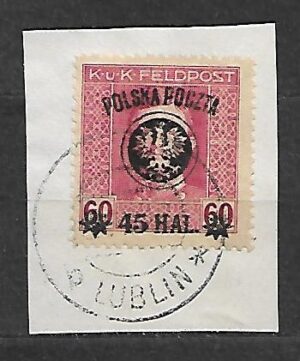 K.u.K. FELDPOST
POLSKA POCZTA
60 60
45 HAL.
LUBLIN